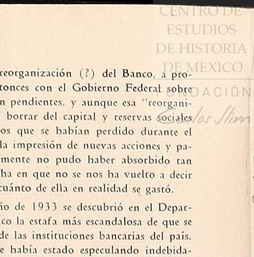 CENTRO DE
ESTUDIOS
DE HISTORIA
DE MEXICO
FUNDACIÓN
Carlos Slim
reorganización (?) del Banco, a pro-
tonces con el Gobierno Federal sobre
n pendientes, y aunque esa "reorgani-
borrar del capital y reservas sociales
os que se habían perdido durante el
la impresión de nuevas acciones y pa-
mente no pudo haber absorbido tan
ha en que no se nos ha vuelto a decir
cuánto de ella en realidad se gastó.
ño de 1933 se descubrió en el Depar-
ico la estafa más escandalosa de que se
de las instituciones bancarias del país.
e había estado especulando indebida-